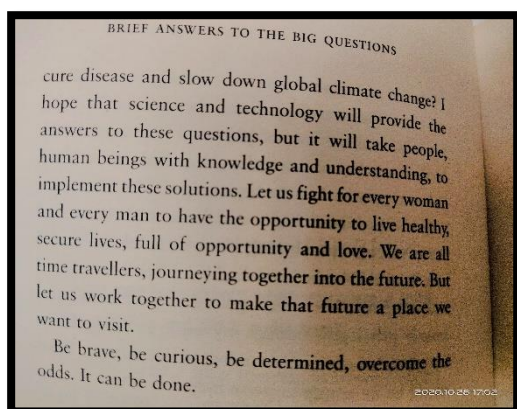 BRIEF ANSWERS TO THE BIG QUESTIONS
cure disease and slow down global climate change? I
hope that science and technology will provide the
answers to these questions, but it will take people,
human beings with knowledge and understanding, to
implement these solutions. Let us fight for every woman
and every man to have the opportunity to live healthy,
secure lives, full of opportunity and love. We are all
time travellers, journeying together into the future. But
let us work together to make that future a place we
want to visit.
Be brave, be curious, be determined, overcome the
odds. It can be done.
2020.10.26 17:02